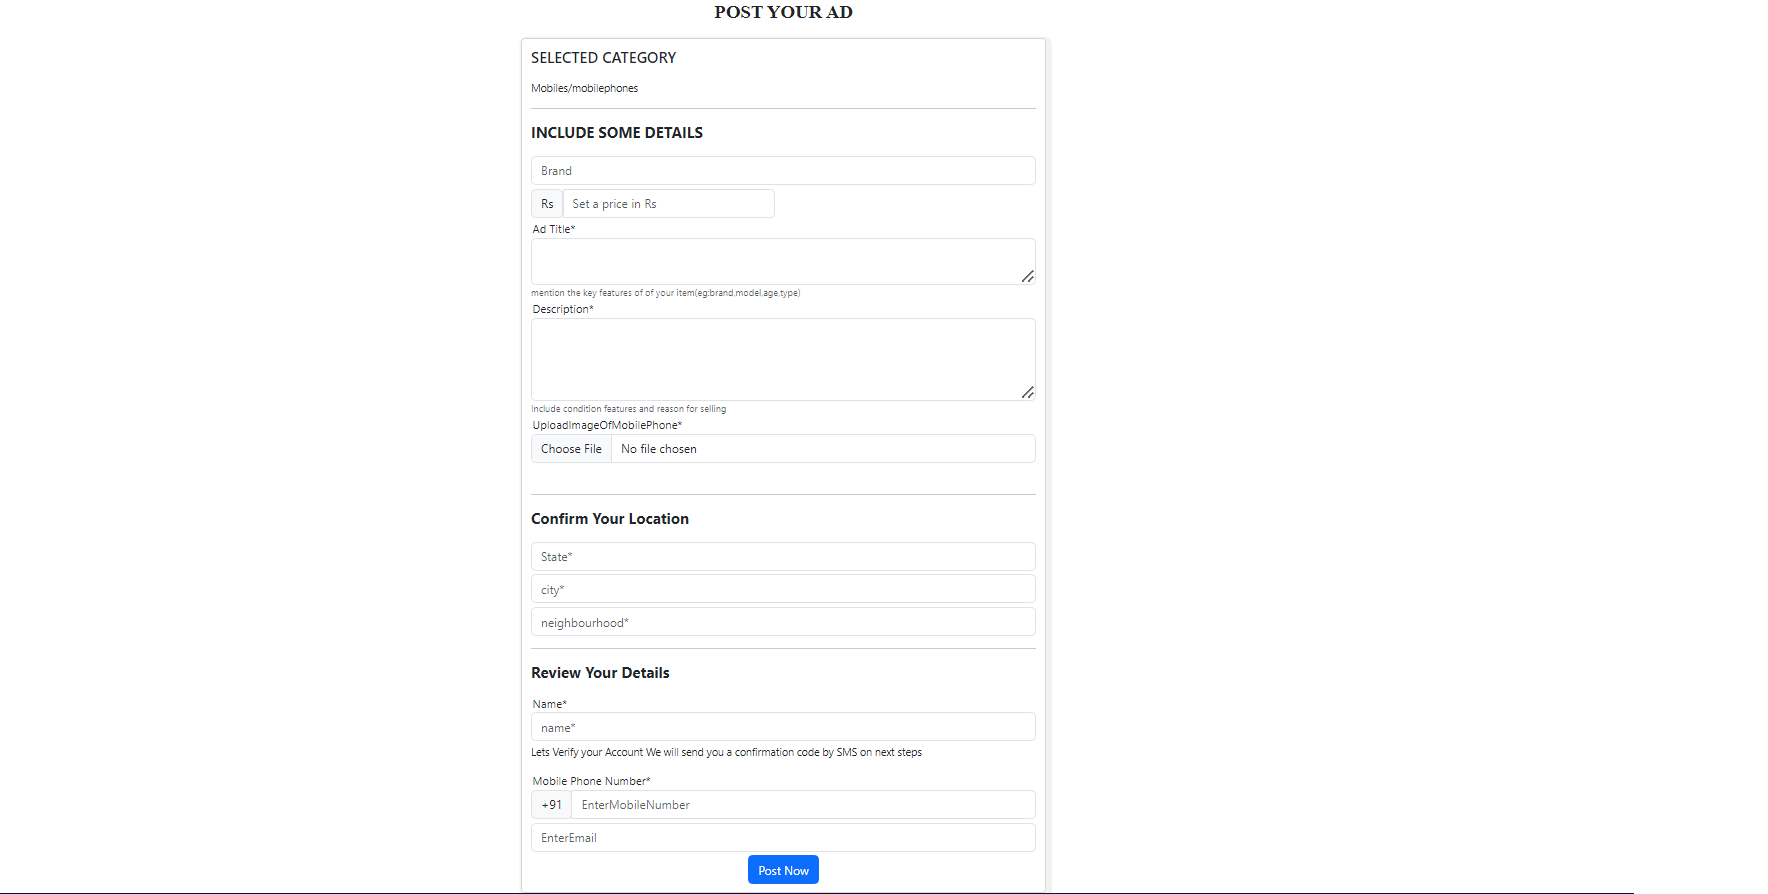 POST YOUR AD
SELECTED CATEGORY
Mobiles/mobilephones
INCLUDE SOME DETAILS
Brand
Rs Set a price in Rs
Ad Title*
mention the key features of of your item(eg:brand,model,age,type)
Description*
Include condition features and reason for selling
UploadImageOfMobilePhone*
Choose File No file chosen
Confirm Your Location
State*
city*
neighbourhood*
Review Your Details
Name*
name*
Lets Verify your Account We will send you a confirmation code by SMS on next steps
Mobile Phone Number*
+91 EnterMobileNumber
EnterEmail
Post Now